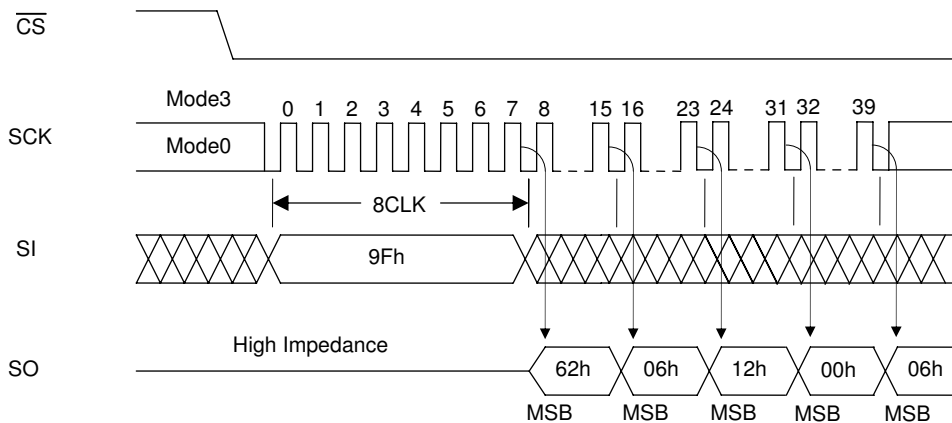 CS
Mode3
0 1 2 3 4 5 6 7 8 15 16 23 24 31 32 39
SCK
Mode0
8CLK
SI
9Fh
High Impedance
SO
62h 06h 12h 00h 06h
MSB MSB MSB MSB MSB